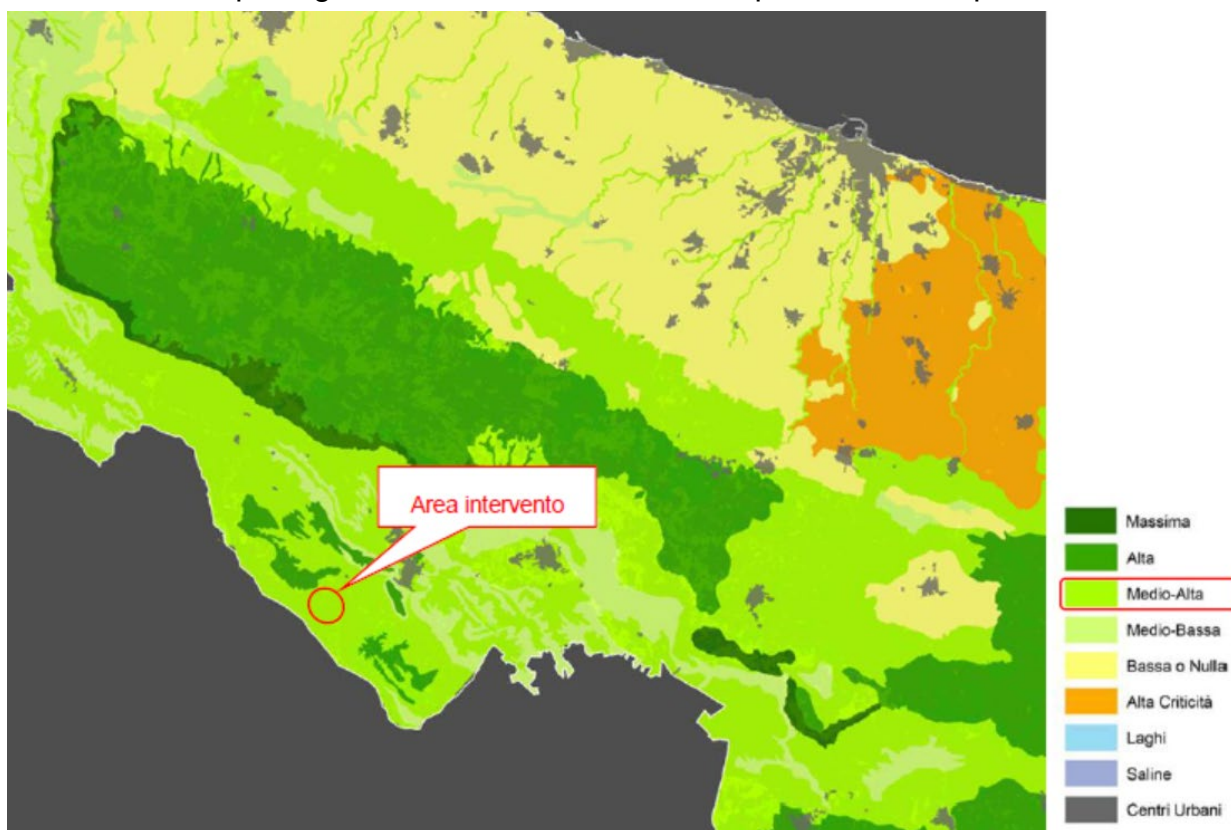 Area intervento
Massima
Alta
Medio-Alta
Medio-Bassa
Bassa o Nulla
Alta Criticità
Laghi
Saline
Centri Urbani